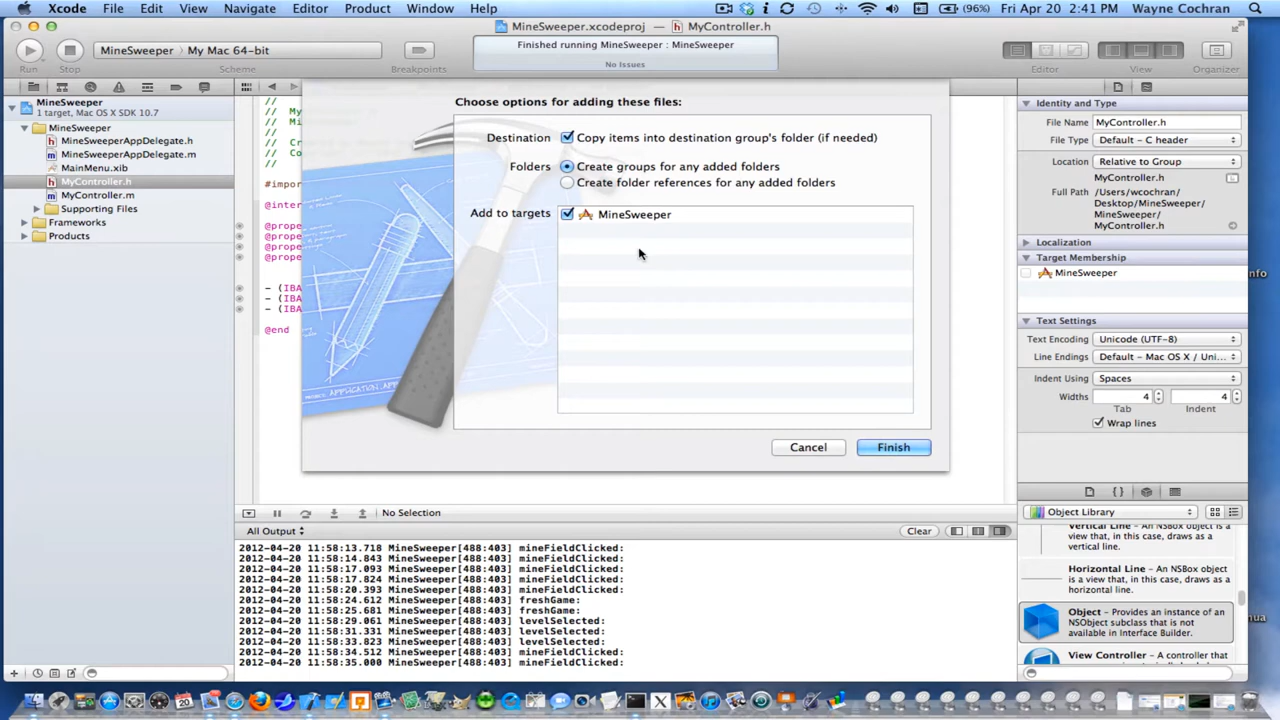 Xcode File Edit View Navigate Editor Product Window Help (96%) Fri Apr 20 2:41 PM Wayne Cochran
MineSweeper.xcodeproj — MyController.h
MineSweeper My Mac 64-bit
Finished running MineSweeper : MineSweeper
No Issues
Run Stop Scheme Breakpoints Editor View Organizer
MineSweeper
1 target, Mac OS X SDK 10.7
MineSweeper
MineSweeperAppDelegate.h
MineSweeperAppDelegate.m
MainMenu.xib
MyController.h
MyController.m
Supporting Files
Frameworks
Products
//
// My
// Mi
//
// Cr
// Co
//
#impor
@inter
@prope
@prope
@prope
@prope
- (IBA
- (IBA
- (IBA
@end
Choose options for adding these files:
Destination Copy items into destination group's folder (if needed)
Folders Create groups for any added folders
Create folder references for any added folders
Add to targets MineSweeper
APPLICATION.APP
Cancel Finish
Identity and Type
File Name MyController.h
File Type Default - C header
Location Relative to Group
MyController.h
Full Path /Users/wcochran/
Desktop/MineSweeper/
MineSweeper/
MyController.h
Localization
Target Membership
MineSweeper
Text Settings
Text Encoding Unicode (UTF-8)
Line Endings Default - Mac OS X / Uni...
Indent Using Spaces
Widths 4 4
Tab Indent
Wrap lines
Object Library
Vertical Line - An NSBox object is
a view that, in this case, draws as a
vertical line.
Horizontal Line - An NSBox object
is a view that, in this case, draws as a
horizontal line.
Object - Provides an instance of an
NSObject subclass that is not
available in Interface Builder.
View Controller - A controller that
No Selection
All Output Clear
2012-04-20 11:58:13.718 MineSweeper[488:403] mineFieldClicked:
2012-04-20 11:58:14.843 MineSweeper[488:403] mineFieldClicked:
2012-04-20 11:58:17.093 MineSweeper[488:403] mineFieldClicked:
2012-04-20 11:58:17.824 MineSweeper[488:403] mineFieldClicked:
2012-04-20 11:58:20.393 MineSweeper[488:403] mineFieldClicked:
2012-04-20 11:58:24.612 MineSweeper[488:403] freshGame:
2012-04-20 11:58:25.681 MineSweeper[488:403] freshGame:
2012-04-20 11:58:29.061 MineSweeper[488:403] levelSelected:
2012-04-20 11:58:31.331 MineSweeper[488:403] levelSelected:
2012-04-20 11:58:33.823 MineSweeper[488:403] levelSelected:
2012-04-20 11:58:34.512 MineSweeper[488:403] mineFieldClicked:
2012-04-20 11:58:35.000 MineSweeper[488:403] mineFieldClicked: